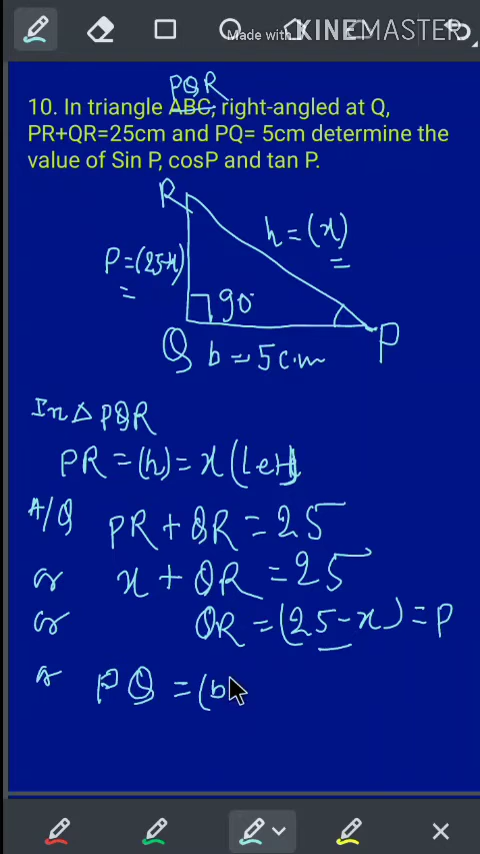 Made with KINEMASTER
PQR
10. In triangle ABC, right-angled at Q,
PR+QR=25cm and PQ= 5cm determine the
value of Sin P, cosP and tan P.
R
h = (x)
P = (25-x)
90°
Q b = 5cm P
In △ PQR
PR = (h) = x (let)
A/Q PR + QR = 25
or x + QR = 25
or QR = (25-x) = P
or PQ = (b